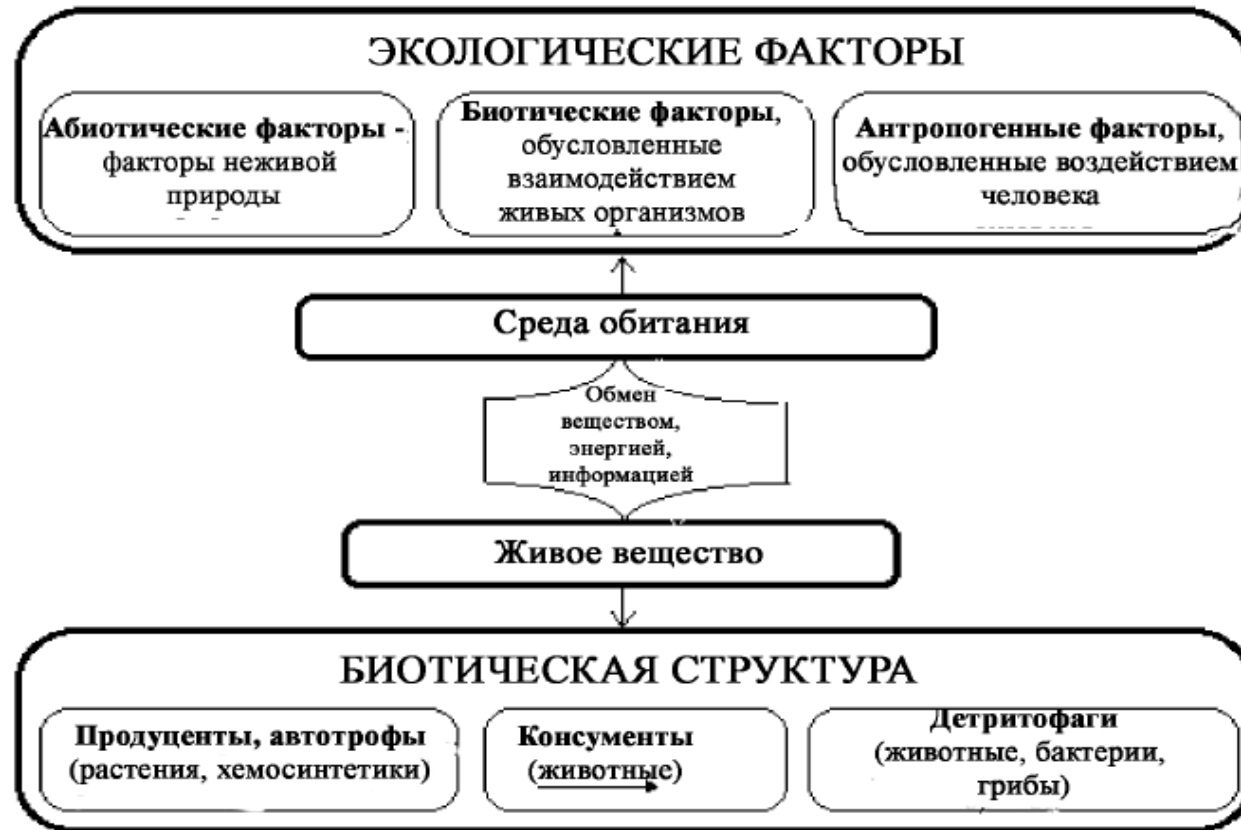 ЭКОЛОГИЧЕСКИЕ ФАКТОРЫ
Абиотические факторы -
факторы неживой
природы
Биотические факторы,
обусловленные
взаимодействием
живых организмов
Антропогенные факторы,
обусловленные воздействием
человека
Среда обитания
Обмен
веществом,
энергией,
информацией
Живое вещество
БИОТИЧЕСКАЯ СТРУКТУРА
Продуценты, автотрофы
(растения, хемосинтетики)
Консументы
(животные)
Детритофаги
(животные, бактерии,
грибы)